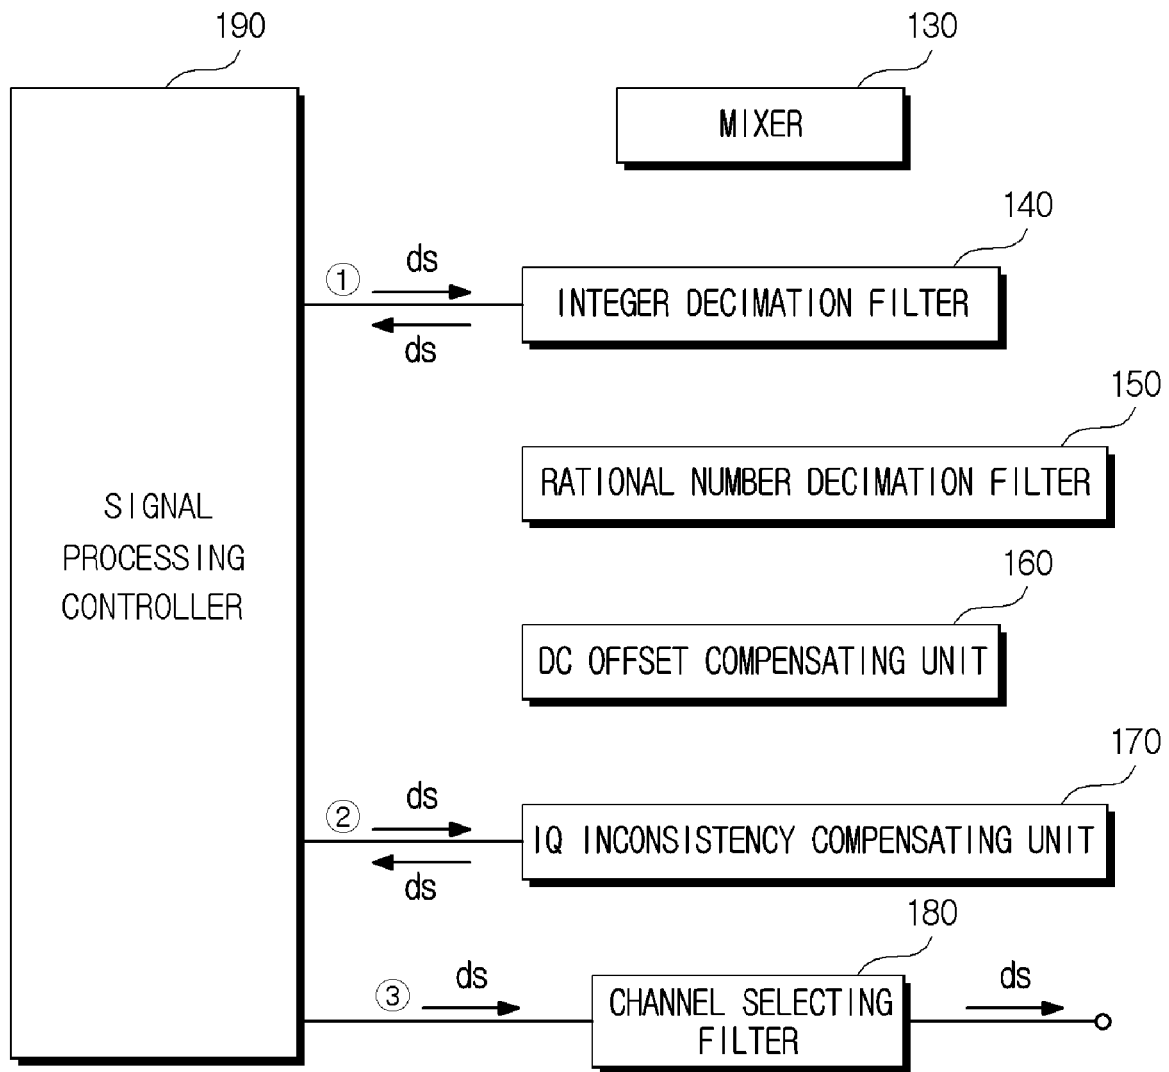 190
130
MIXER
140
① ds
INTEGER DECIMATION FILTER
ds
150
RATIONAL NUMBER DECIMATION FILTER
SIGNAL
PROCESSING
CONTROLLER
160
DC OFFSET COMPENSATING UNIT
170
② ds
IQ INCONSISTENCY COMPENSATING UNIT
ds
180
③ ds
CHANNEL SELECTING
FILTER
ds